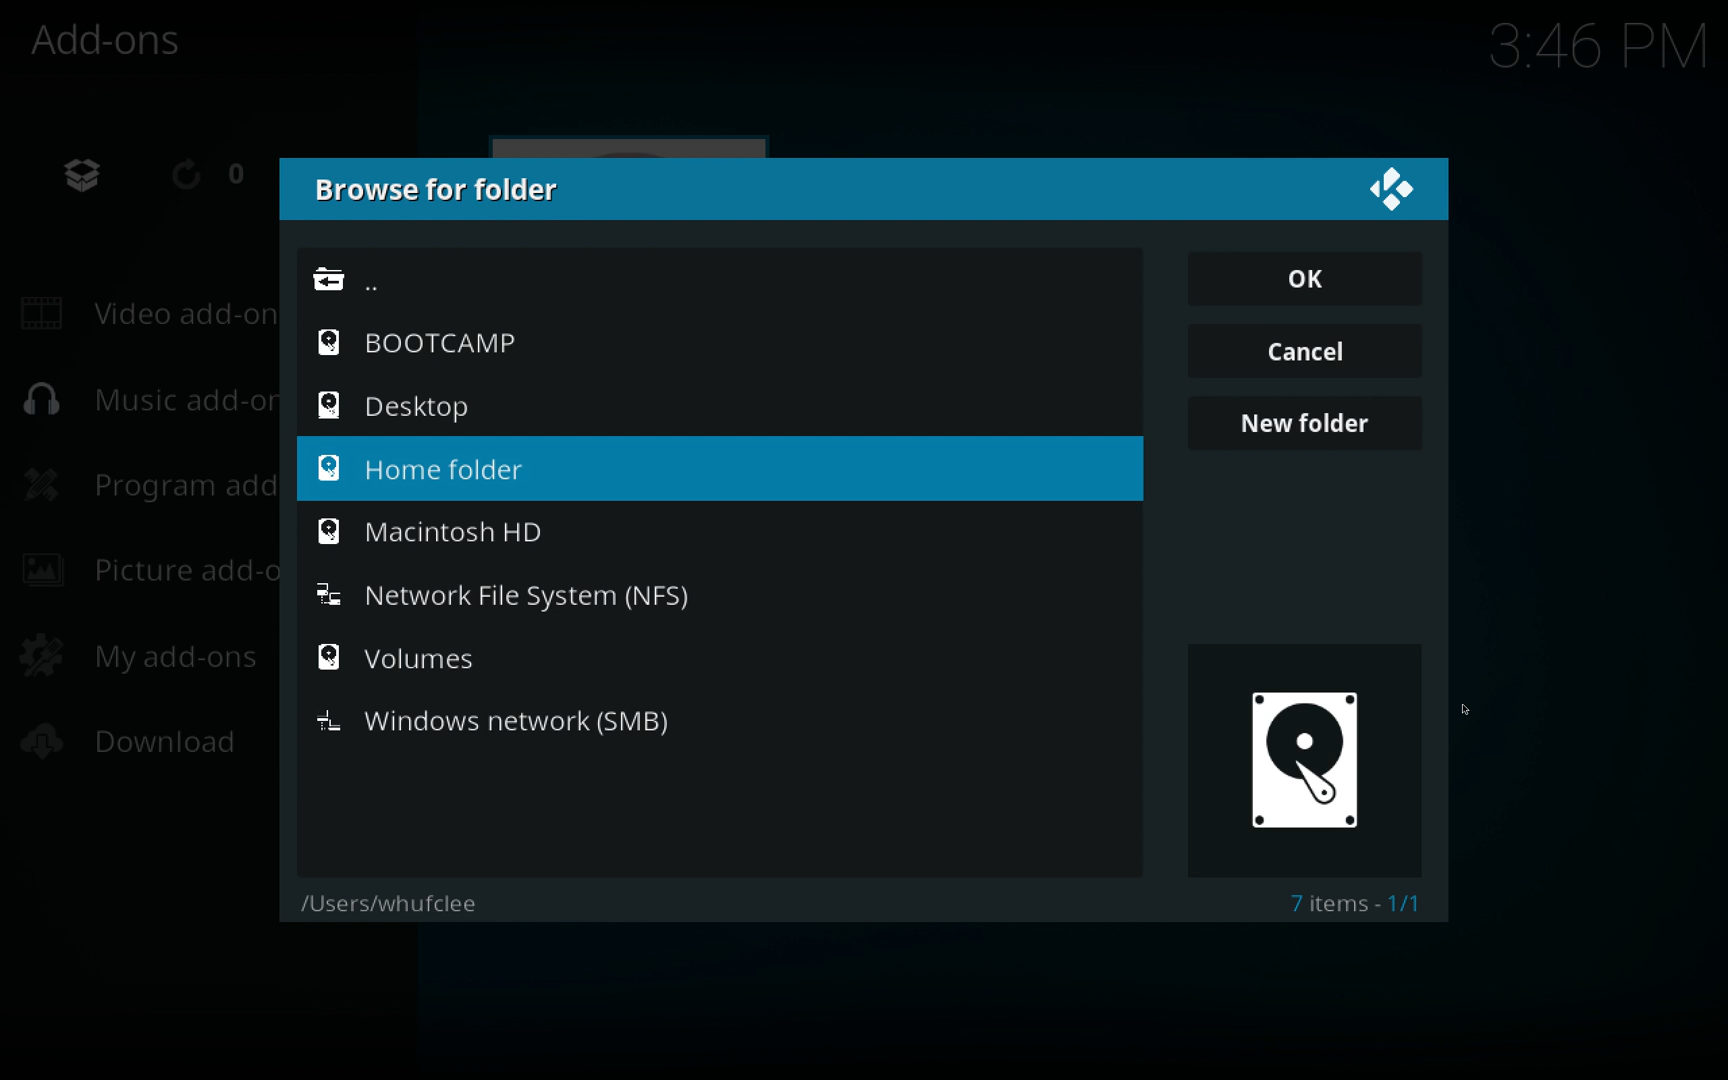 Add-ons
3:46 PM
0
Browse for folder
..
BOOTCAMP
Desktop
Home folder
Macintosh HD
Network File System (NFS)
Volumes
Windows network (SMB)
OK
Cancel
New folder
Video add-on
Music add-or
Program add
Picture add-o
My add-ons
Download
/Users/whufclee
7 items - 1/1